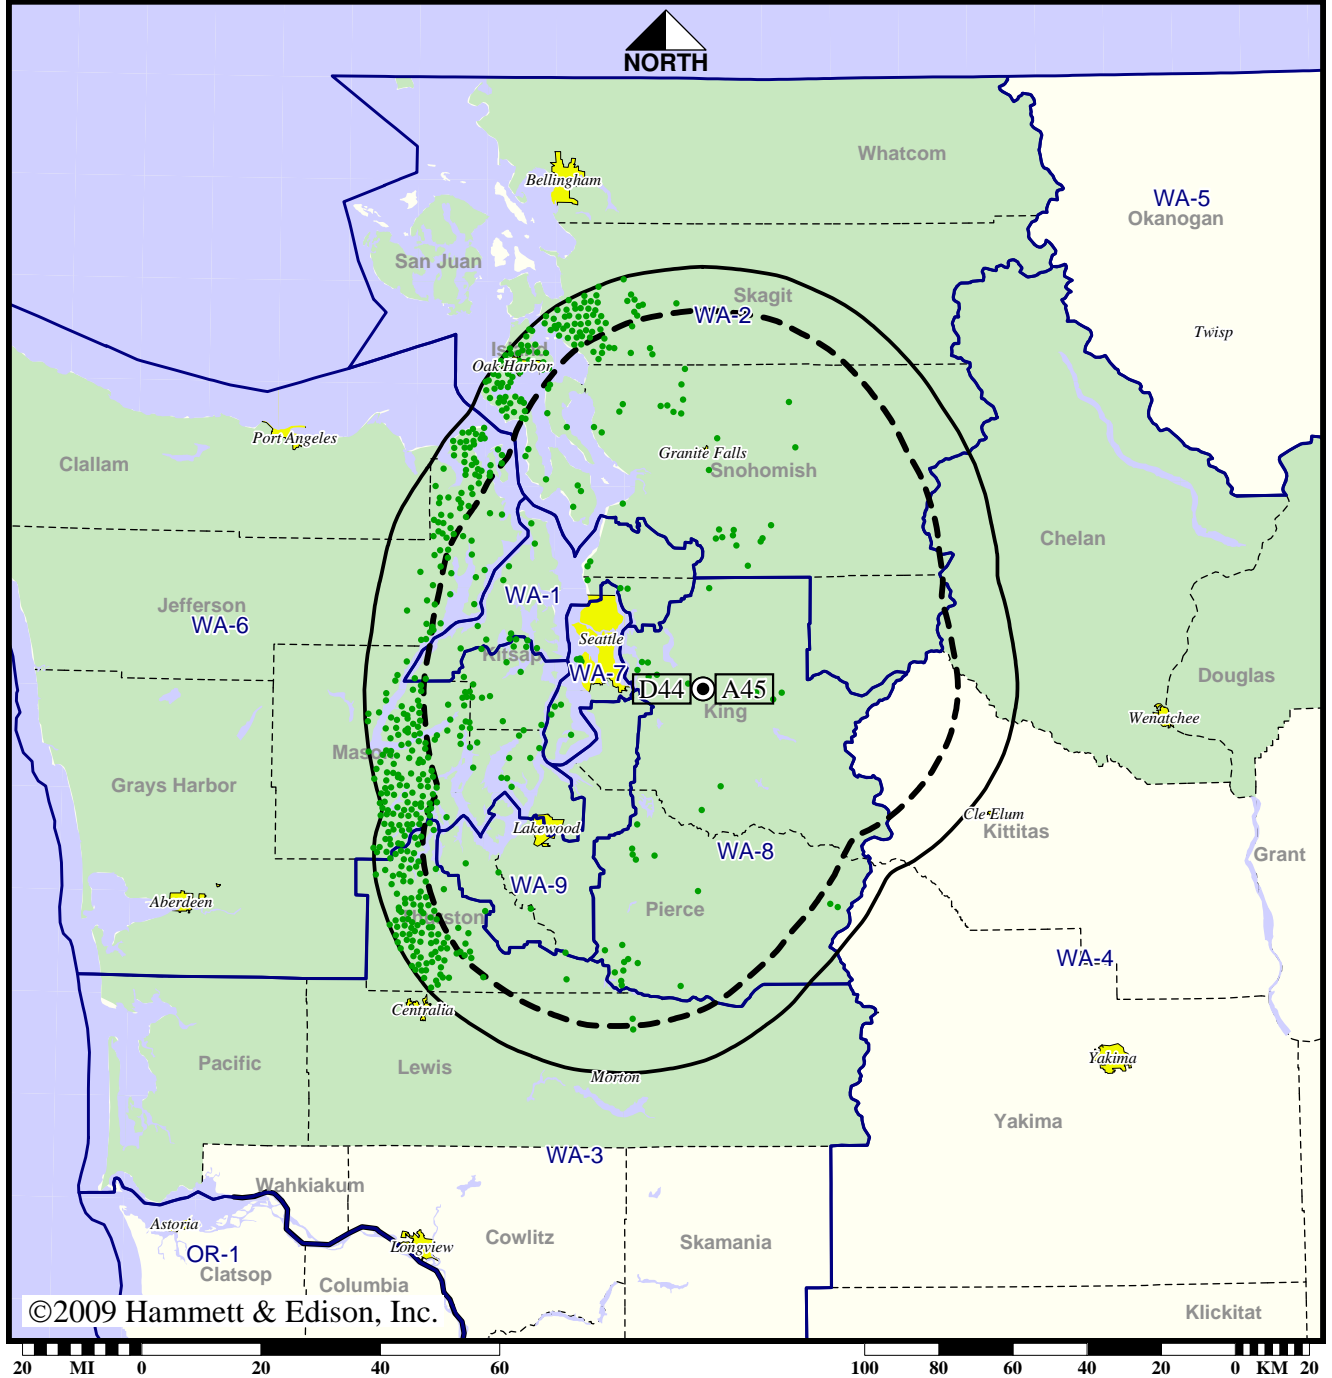 NORTH
Whatcom
Bellingham
WA-5
Okanogan
San Juan
Skagit
WA-2
Twisp
Island
Oak Harbor
Port Angeles
Clallam
Granite Falls
Snohomish
Chelan
Jefferson
WA-6
WA-1
Seattle
Kitsap
WA-7
D44 A45
King
Douglas
Wenatchee
Mason
Grays Harbor
Cle Elum
Kittitas
Lakewood
WA-8
Grant
WA-9
Aberdeen
Thurston
Pierce
WA-4
Centralia
Pacific
Lewis
Morton
Yakima
Yakima
WA-3
Wahkiakum
Astoria
OR-1
Clatsop
Longview
Cowlitz
Skamania
Columbia
Klickitat
©2009 Hammett & Edison, Inc.
20 MI 0 20 40 60 100 80 60 40 20 0 KM 20